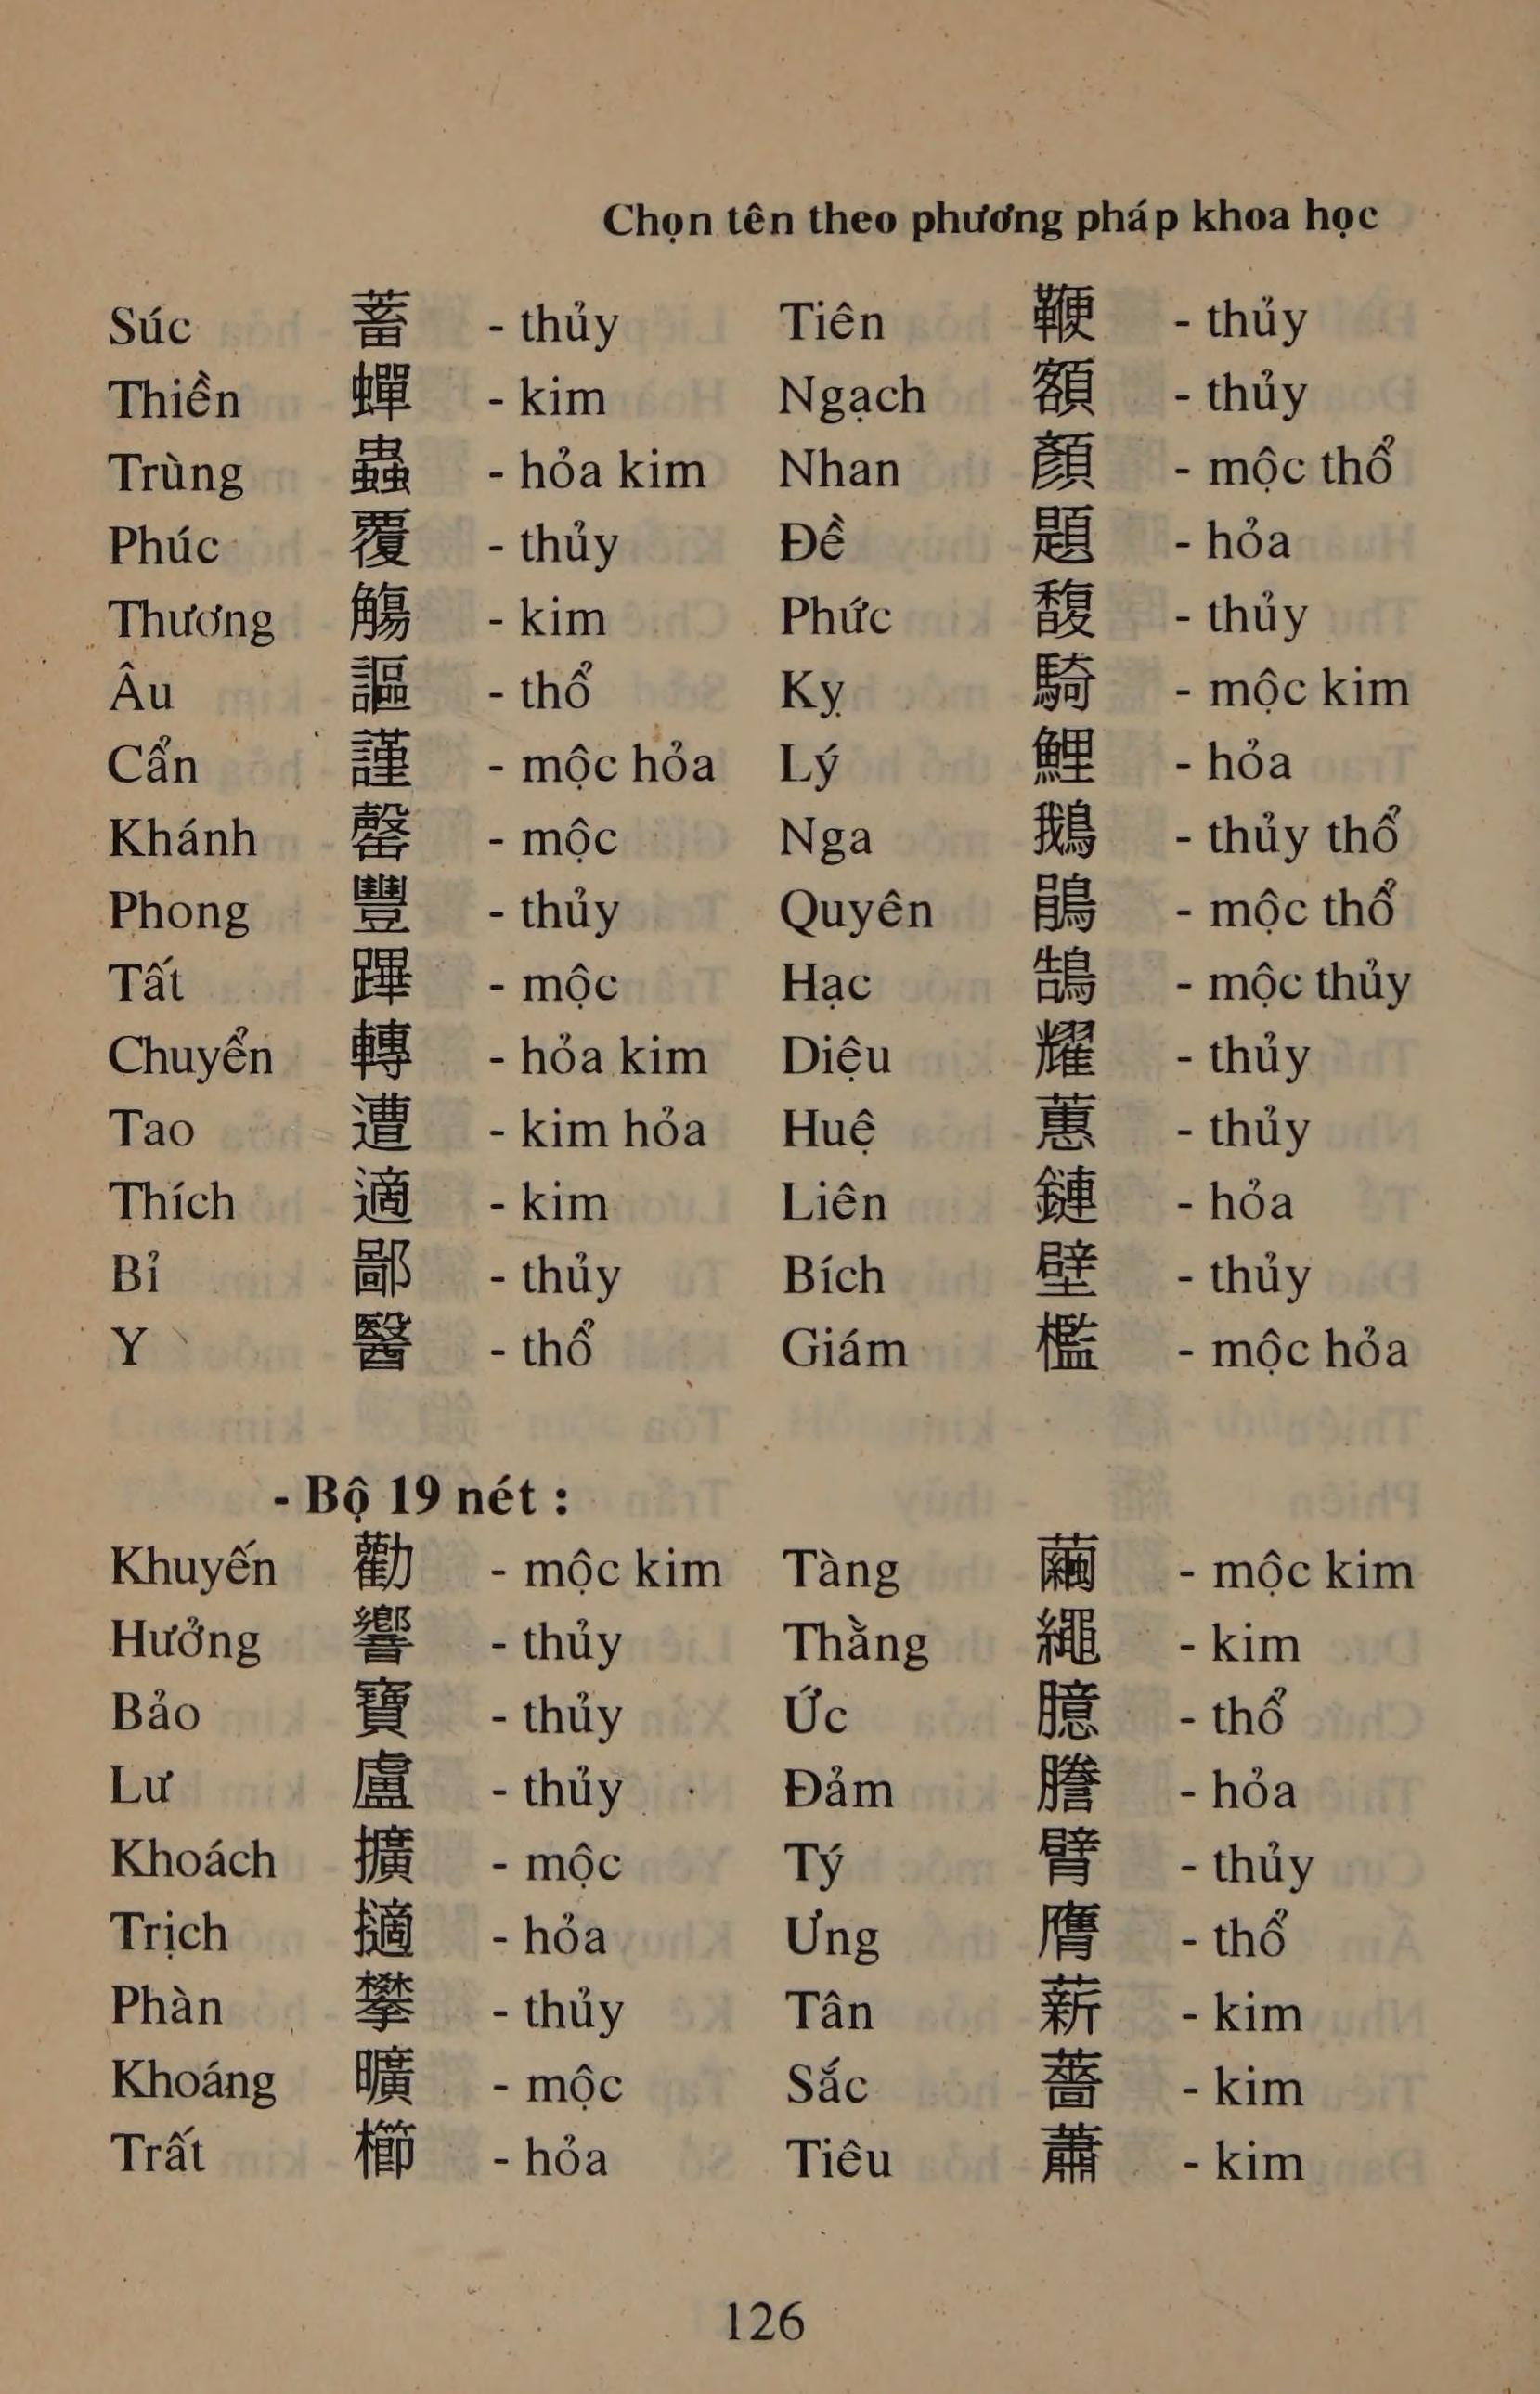 Chọn tên theo phương pháp khoa học
Súc 蓄 - thủy Tiên 鞭 - thủy
Thiền 蟬 - kim Ngạch 額 - thủy
Trùng 蟲 - hỏa kim Nhan 顏 - mộc thổ
Phúc 覆 - thủy Đề 題 - hỏa
Thương 觴 - kim Phức 馥 - thủy
Âu 謳 - thổ Kỵ 騎 - mộc kim
Cẩn 謹 - mộc hỏa Lý 鯉 - hỏa
Khánh 罄 - mộc Nga 鵝 - thủy thổ
Phong 豐 - thủy Quyên 鵑 - mộc thổ
Tất 蹕 - mộc Hạc 鵠 - mộc thủy
Chuyển 轉 - hỏa kim Diệu 耀 - thủy
Tao 遭 - kim hỏa Huệ 蕙 - thủy
Thích 適 - kim Liên 鏈 - hỏa
Bỉ 鄙 - thủy Bích 壁 - thủy
Y 醫 - thổ Giám 檻 - mộc hỏa
- Bộ 19 nét :
Khuyến 勸 - mộc kim Tàng 繭 - mộc kim
Hưởng 響 - thủy Thằng 繩 - kim
Bảo 寶 - thủy Ức 臆 - thổ
Lư 盧 - thủy Đảm 謄 - hỏa
Khoách 擴 - mộc Tý 臂 - thủy
Trịch 擿 - hỏa Ưng 膺 - thổ
Phàn 攀 - thủy Tân 薪 - kim
Khoáng 曠 - mộc Sắc 薔 - kim
Trất 櫛 - hỏa Tiêu 蕭 - kim
126